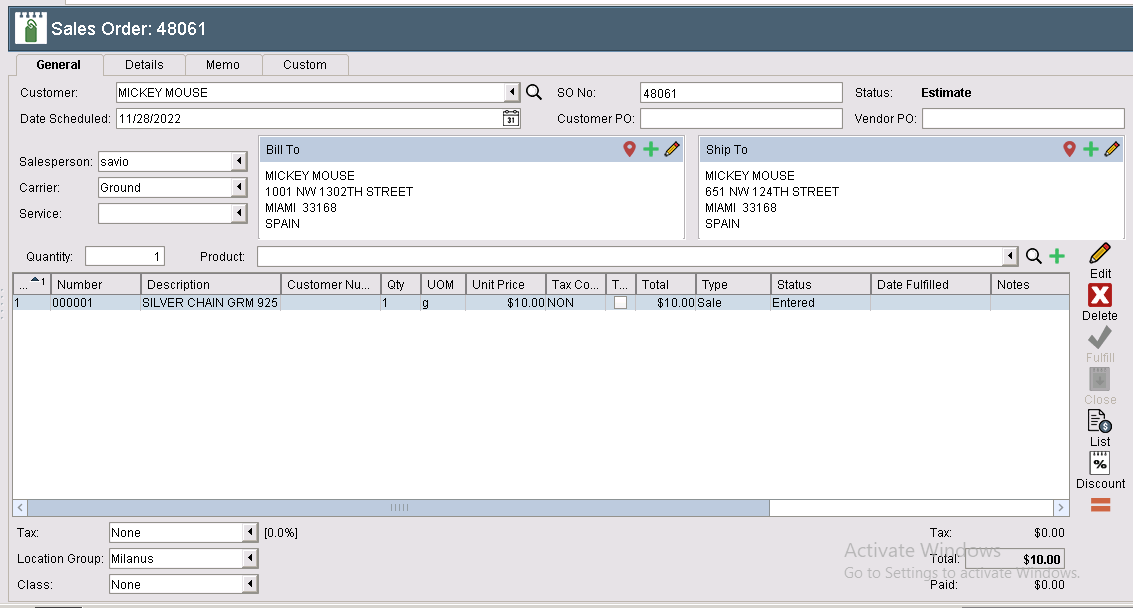 Sales Order: 48061
General Details Memo Custom
Customer: MICKEY MOUSE SO No: 48061 Status: Estimate
Date Scheduled: 11/28/2022 31 Customer PO: Vendor PO:
Salesperson: savio
Carrier: Ground
Service:
Bill To
MICKEY MOUSE
1001 NW 1302TH STREET
MIAMI 33168
SPAIN
Ship To
MICKEY MOUSE
651 NW 124TH STREET
MIAMI 33168
SPAIN
Quantity: 1 Product:
... 1 Number Description Customer Nu... Qty UOM Unit Price Tax Co... T... Total Type Status Date Fulfilled Notes
1 000001 SILVER CHAIN GRM 925 1 g $10.00 NON $10.00 Sale Entered
Edit
Delete
Fulfill
Close
$
List
%
Discount
Tax: None [0.0%]
Location Group: Milanus
Class: None
Tax: $0.00
Total: $10.00
Paid: $0.00
Activate Windows
Go to Settings to activate Windows.